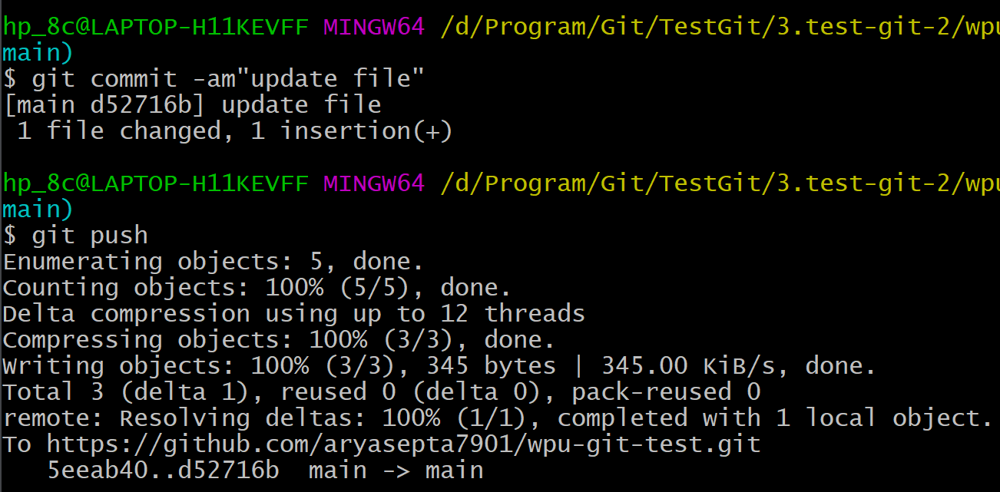 hp_8c@LAPTOP-H11KEVFF MINGW64 /d/Program/Git/TestGit/3.test-git-2/wpu
main)
$ git commit -am"update file"
[main d52716b] update file
 1 file changed, 1 insertion(+)
hp_8c@LAPTOP-H11KEVFF MINGW64 /d/Program/Git/TestGit/3.test-git-2/wpu
main)
$ git push
Enumerating objects: 5, done.
Counting objects: 100% (5/5), done.
Delta compression using up to 12 threads
Compressing objects: 100% (3/3), done.
Writing objects: 100% (3/3), 345 bytes | 345.00 KiB/s, done.
Total 3 (delta 1), reused 0 (delta 0), pack-reused 0
remote: Resolving deltas: 100% (1/1), completed with 1 local object.
To https://github.com/aryasepta7901/wpu-git-test.git
   5eeab40..d52716b  main -> main